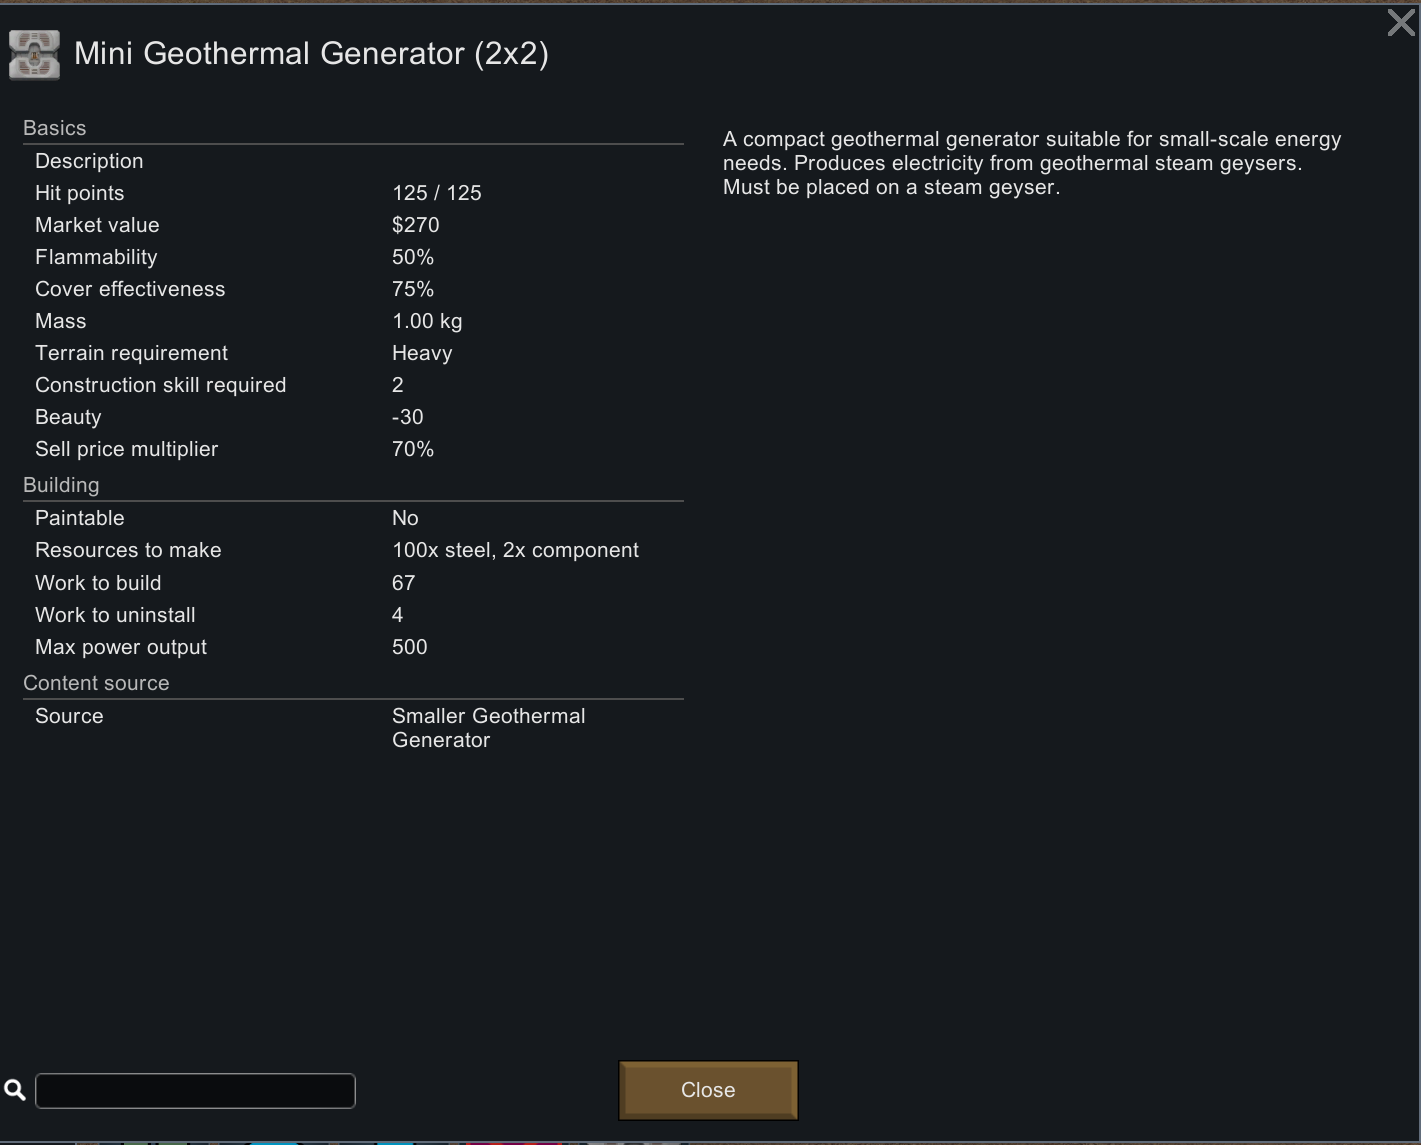 Mini Geothermal Generator (2x2)
Basics
Description
Hit points 125 / 125
Market value $270
Flammability 50%
Cover effectiveness 75%
Mass 1.00 kg
Terrain requirement Heavy
Construction skill required 2
Beauty -30
Sell price multiplier 70%
Building
Paintable No
Resources to make 100x steel, 2x component
Work to build 67
Work to uninstall 4
Max power output 500
Content source
Source Smaller Geothermal
Generator
A compact geothermal generator suitable for small-scale energy
needs. Produces electricity from geothermal steam geysers.
Must be placed on a steam geyser.
Close